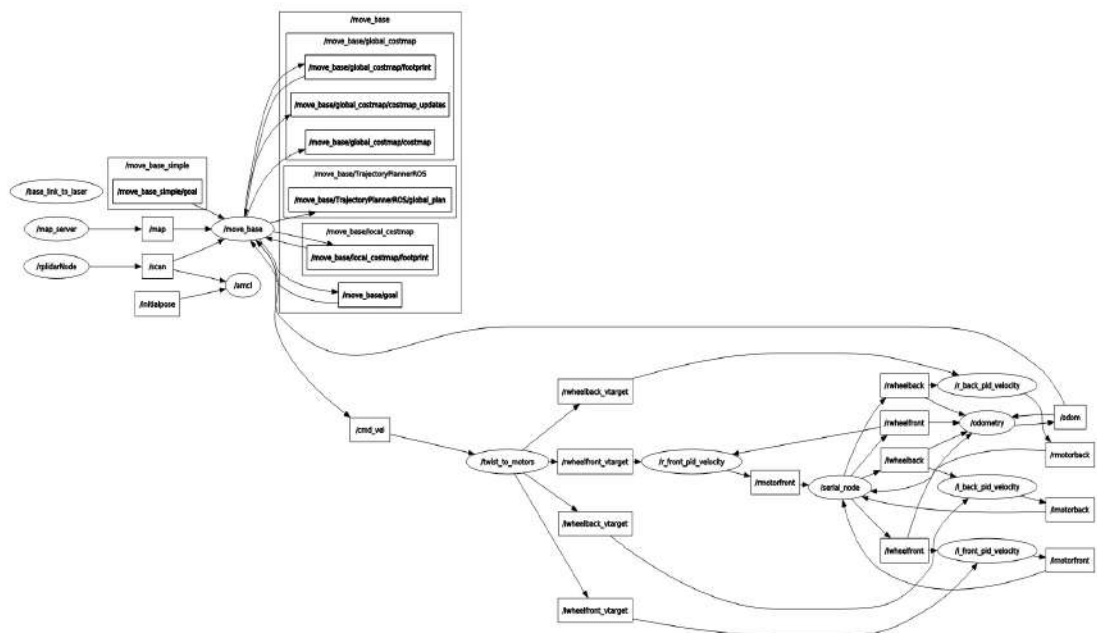 /move_base
/move_base/global_costmap
/move_base/global_costmap/footprint
/move_base/global_costmap/costmap_updates
/move_base/global_costmap/costmap
/move_base_simple
/move_base_simple/goal
/base_link_to_laser
/move_base/TrajectoryPlannerROS
/move_base/TrajectoryPlannerROS/global_plan
/map_server
/map
/move_base
/move_base/local_costmap
/move_base/local_costmap/footprint
/rplidarNode
/scan
/amcl
/initialpose
/move_base/goal
/cmd_vel
/twist_to_motors
/rwheelback_vtarget
/rwheelfront_vtarget
/lwheelback_vtarget
/lwheelfront_vtarget
/r_front_pid_velocity
/rmotorfront
/serial_node
/rwheelback
/rwheelfront
/lwheelback
/lwheelfront
/r_back_pid_velocity
/odometry
/l_back_pid_velocity
/l_front_pid_velocity
/odom
/rmotorback
/lmotorback
/lmotorfront